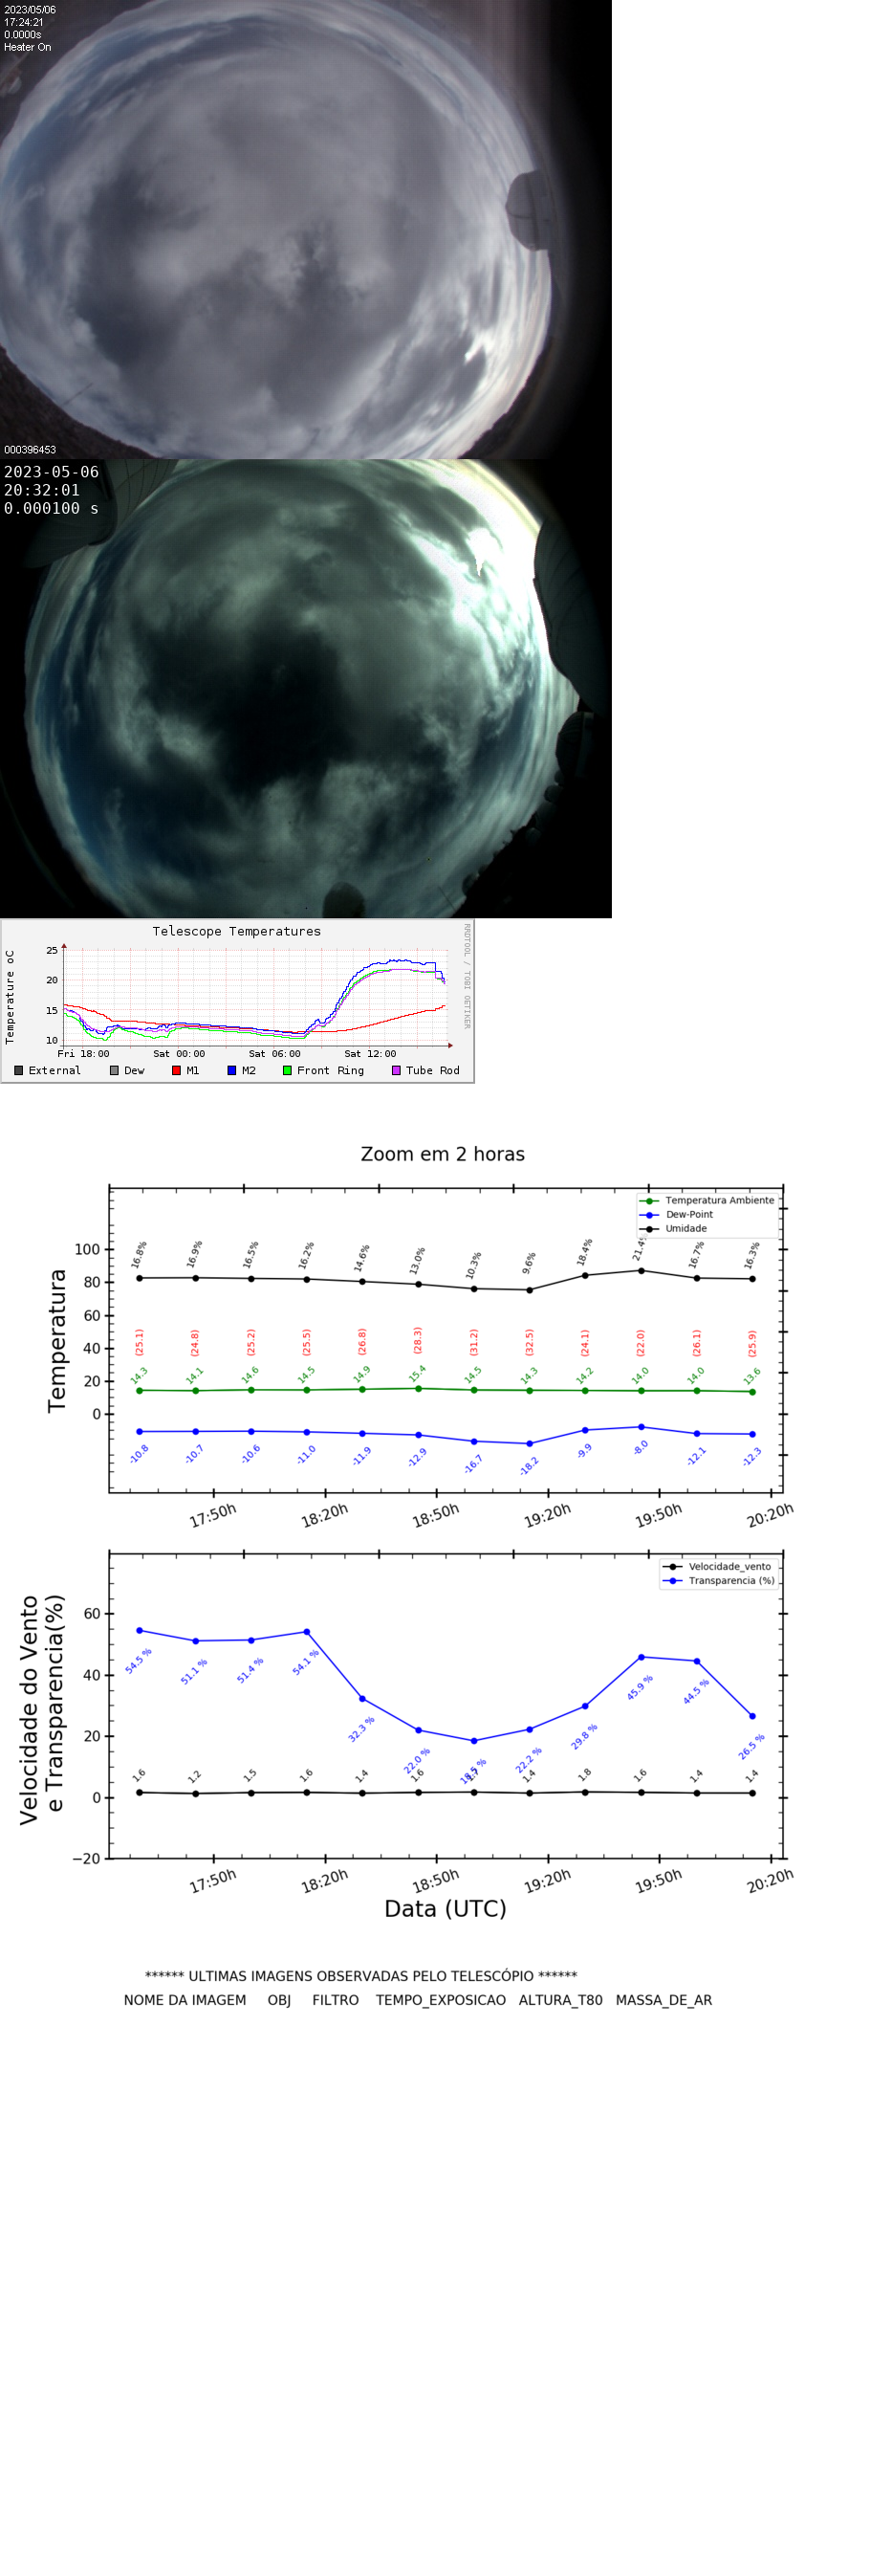 2023/05/06
17:24:21
0.0000s
Heater On
000396453
2023-05-06
20:32:01
0.000100 s
Telescope Temperatures
RRDTOOL / TOBI OETIKER
Temperature oC
25
20
15
10
Fri 18:00 Sat 00:00 Sat 06:00 Sat 12:00
External Dew M1 M2 Front Ring Tube Rod
Zoom em 2 horas
Temperatura Ambiente
Dew-Point
Umidade
Temperatura
100
80
60
40
20
0
16.8% 16.9% 16.5% 16.2% 14.6% 13.0% 10.3% 9.6% 18.4% 21.4% 16.7% 16.3%
(25.1) (24.8) (25.2) (25.5) (26.8) (28.3) (31.2) (32.5) (24.1) (22.0) (26.1) (25.9)
14.3 14.1 14.6 14.5 14.9 15.4 14.5 14.3 14.2 14.0 14.0 13.6
-10.8 -10.7 -10.6 -11.0 -11.9 -12.9 -16.7 -18.2 -9.9 -8.0 -12.1 -12.3
17:50h 18:20h 18:50h 19:20h 19:50h 20:20h
Velocidade_vento
Transparencia (%)
Velocidade do Vento
e Transparencia(%)
60
40
20
0
−20
54.5 % 51.1 % 51.4 % 54.1 % 32.3 % 22.0 % 18.5 % 22.2 % 29.8 % 45.9 % 44.5 % 26.5 %
1.6 1.2 1.5 1.6 1.4 1.6 1.4 1.8 1.6 1.4 1.4
17:50h 18:20h 18:50h 19:20h 19:50h 20:20h
Data (UTC)
****** ULTIMAS IMAGENS OBSERVADAS PELO TELESCÓPIO ******
NOME DA IMAGEM OBJ FILTRO TEMPO_EXPOSICAO ALTURA_T80 MASSA_DE_AR